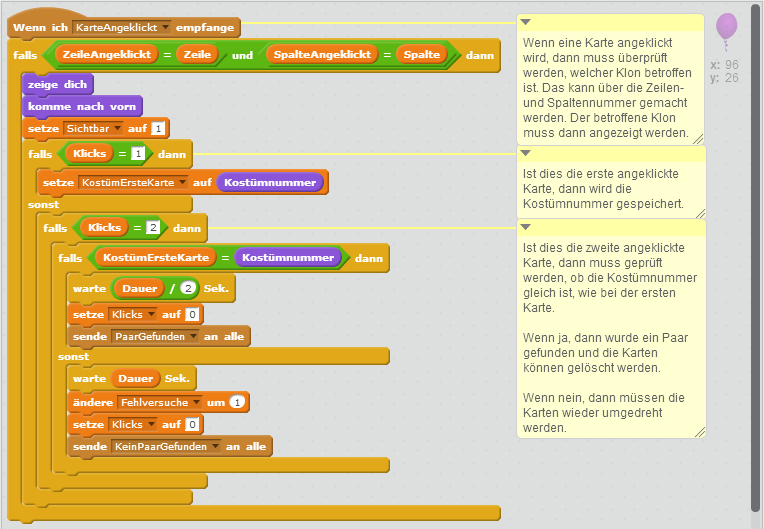 Wenn ich KarteAngeklickt empfange
falls ZeileAngeklickt = Zeile und SpalteAngeklickt = Spalte dann
zeige dich
komme nach vorn
setze Sichtbar auf 1
falls Klicks = 1 dann
setze KostümErsteKarte auf Kostümnummer
sonst
falls Klicks = 2 dann
falls KostümErsteKarte = Kostümnummer dann
warte Dauer / 2 Sek.
setze Klicks auf 0
sende PaarGefunden an alle
sonst
warte Dauer Sek.
ändere Fehlversuche um 1
setze Klicks auf 0
sende KeinPaarGefunden an alle
Wenn eine Karte angeklickt
wird, dann muss überprüft
werden, welcher Klon betroffen
ist. Das kann über die Zeilen-
und Spaltennummer gemacht
werden. Der betroffene Klon
muss dann angezeigt werden.
Ist dies die erste angeklickte
Karte, dann wird die
Kostümnummer gespeichert.
Ist dies die zweite angeklickte
Karte, dann muss geprüft
werden, ob die Kostümnummer
gleich ist, wie bei der ersten
Karte.
Wenn ja, dann wurde ein Paar
gefunden und die Karten
können gelöscht werden.
Wenn nein, dann müssen die
Karten wieder umgedreht
werden.
x: 96
y: 26